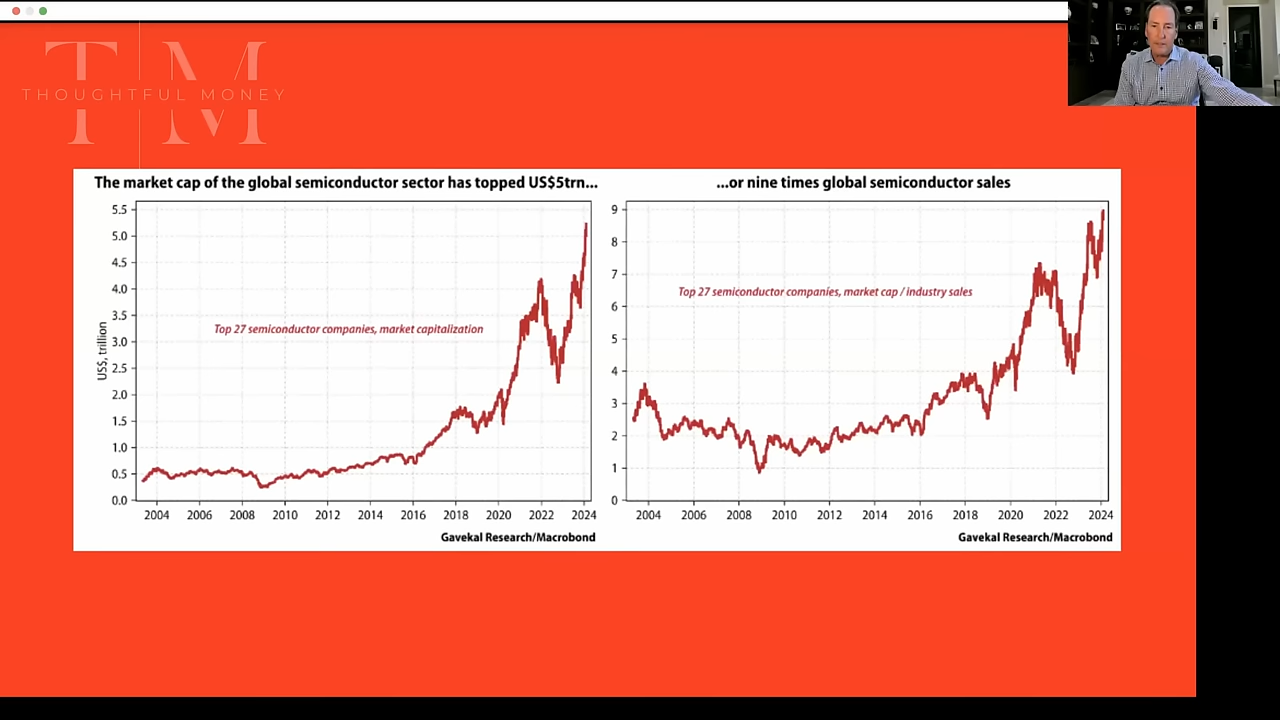 TM
THOUGHTFUL MONEY
The market cap of the global semiconductor sector has topped US$5trn...
5.5
5.0
4.5
4.0
3.5
3.0
2.5
2.0
1.5
1.0
0.5
0.0
US$, trillion
Top 27 semiconductor companies, market capitalization
2004 2006 2008 2010 2012 2014 2016 2018 2020 2022 2024
Gavekal Research/Macrobond
...or nine times global semiconductor sales
9
8
7
6
5
4
3
2
1
0
Top 27 semiconductor companies, market cap / industry sales
2004 2006 2008 2010 2012 2014 2016 2018 2020 2022 2024
Gavekal Research/Macrobond